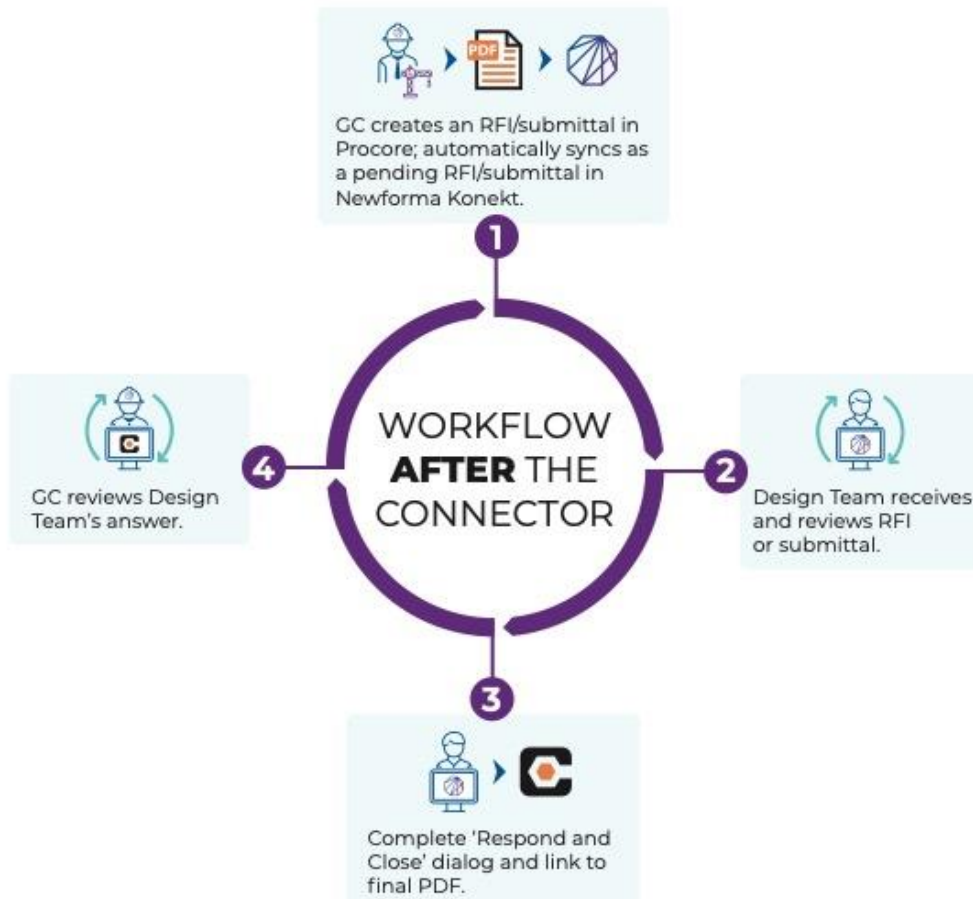 PDF
GC creates an RFI/submittal in
Procore; automatically syncs as
a pending RFI/submittal in
Newforma Konekt.
1
WORKFLOW
AFTER THE
CONNECTOR
4
GC reviews Design
Team's answer.
2
Design Team receives
and reviews RFI
or submittal.
3
Complete 'Respond and
Close' dialog and link to
final PDF.